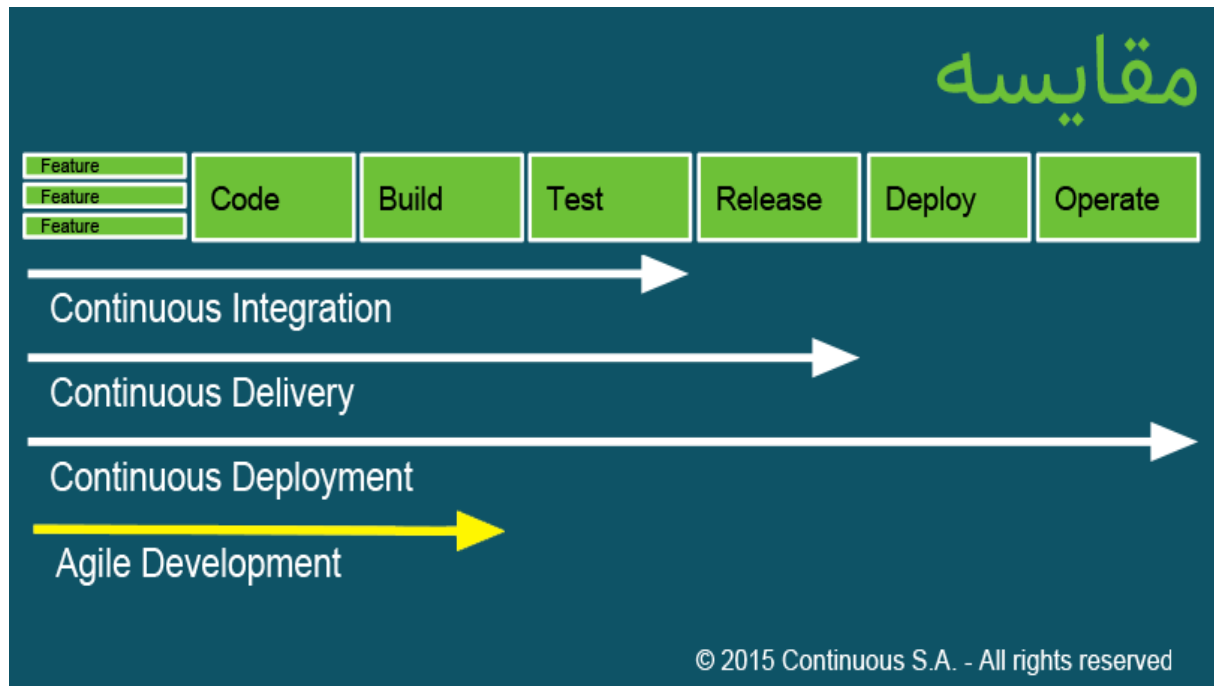 مقایسه
Feature
Feature
Feature
Code
Build
Test
Release
Deploy
Operate
Continuous Integration
Continuous Delivery
Continuous Deployment
Agile Development
© 2015 Continuous S.A. - All rights reserved